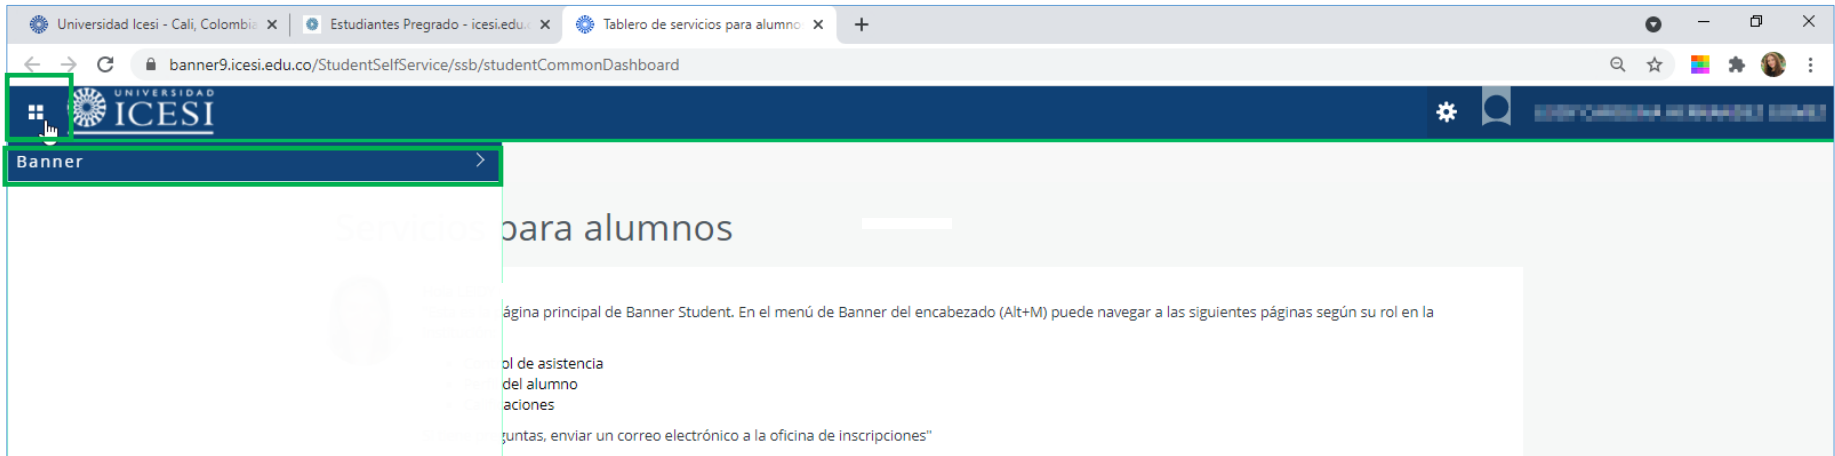 Universidad Icesi - Cali, Colombia
Estudiantes Pregrado - icesi.edu.c
Tablero de servicios para alumno
banner9.icesi.edu.co/StudentSelfService/ssb/studentCommonDashboard
UNIVERSIDAD
ICESI
Banner
Servicios para alumnos
ágina principal de Banner Student. En el menú de Banner del encabezado (Alt+M) puede navegar a las siguientes páginas según su rol en la
ol de asistencia
del alumno
aciones
guntas, enviar un correo electrónico a la oficina de inscripciones"